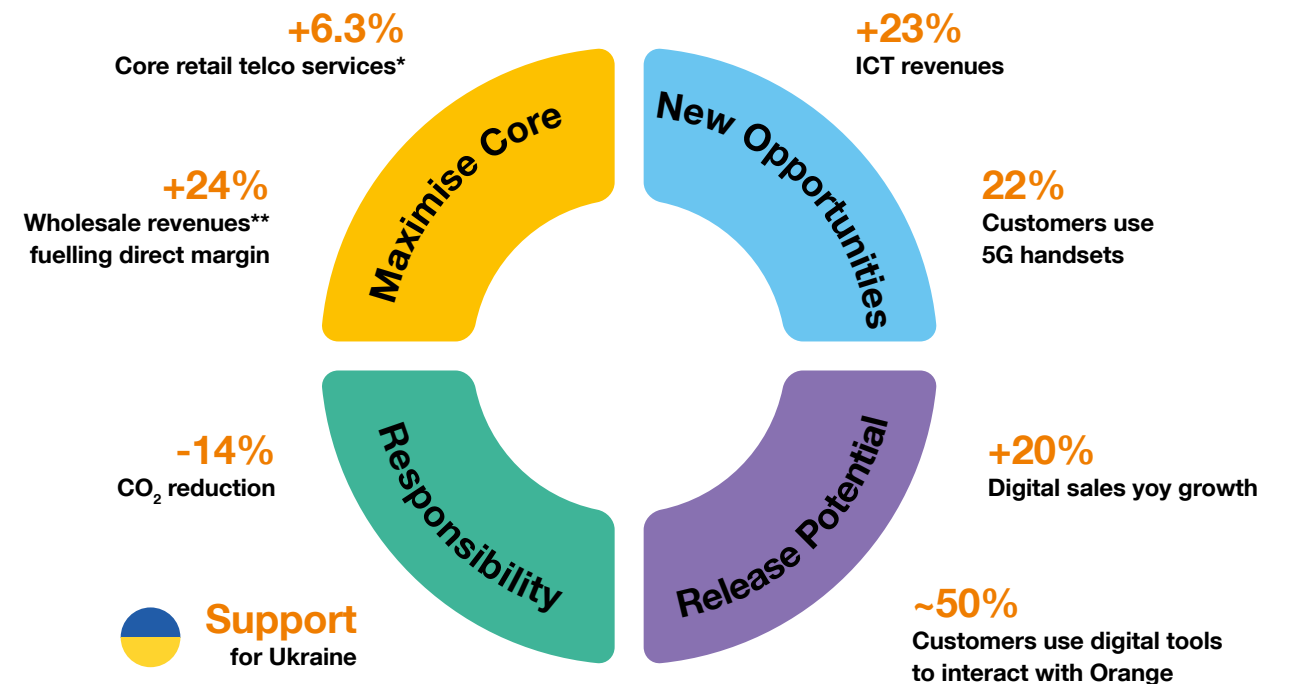 +6.3%
Core retail telco services*
+24%
Wholesale revenues**
fuelling direct margin
Maximise Core
+23%
ICT revenues
22%
Customers use
5G handsets
New Opportunities
-14%
CO₂ reduction
Support
for Ukraine
Responsibility
+20%
Digital sales yoy growth
~50%
Customers use digital tools
to interact with Orange
Release Potential